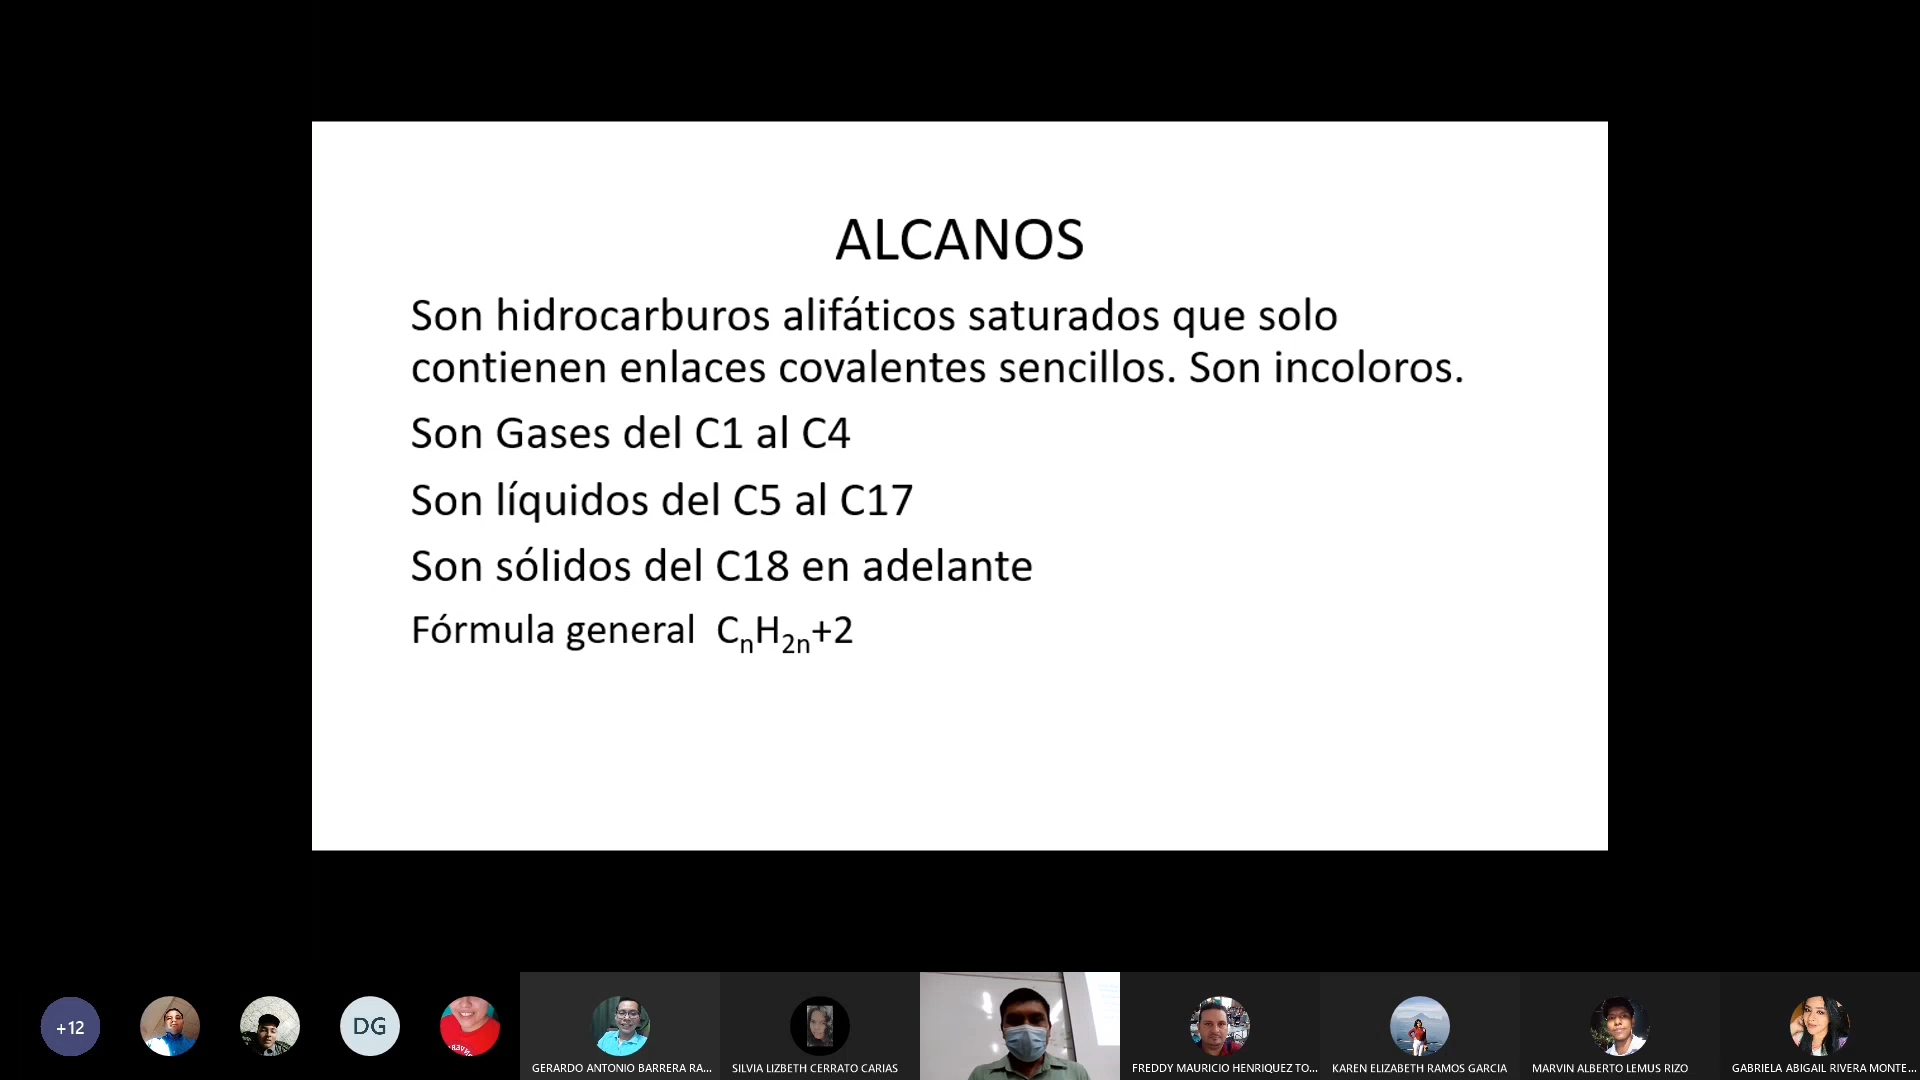 ALCANOS
Son hidrocarburos alifáticos saturados que solo
contienen enlaces covalentes sencillos. Son incoloros.
Son Gases del C1 al C4
Son líquidos del C5 al C17
Son sólidos del C18 en adelante
Fórmula general CnH2n+2
+12
DG
GERARDO ANTONIO BARRERA RA...
SILVIA LIZBETH CERRATO CARIAS
FREDDY MAURICIO HENRIQUEZ TO...
KAREN ELIZABETH RAMOS GARCIA
MARVIN ALBERTO LEMUS RIZO
GABRIELA ABIGAIL RIVERA MONTE...